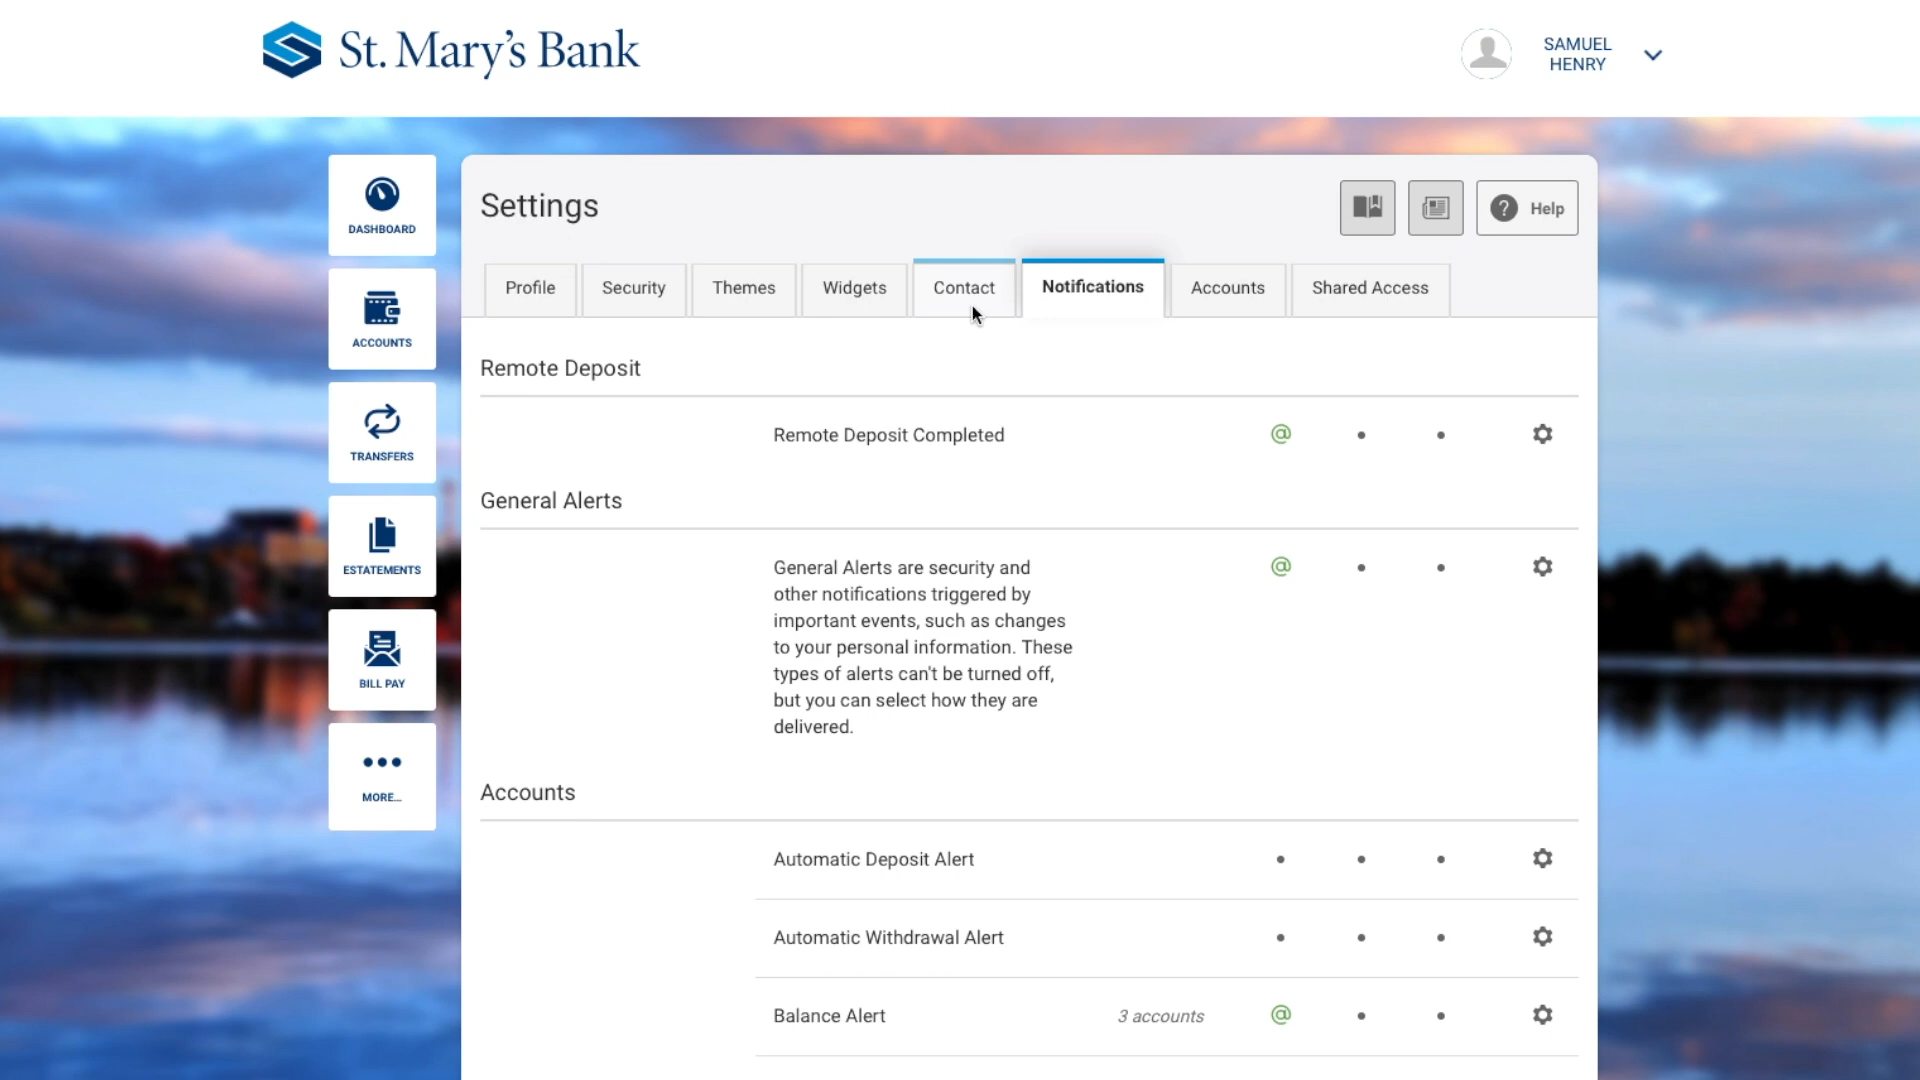 St. Mary's Bank
SAMUEL
HENRY
DASHBOARD
ACCOUNTS
TRANSFERS
ESTATEMENTS
BILL PAY
MORE...
Settings
? Help
Profile
Security
Themes
Widgets
Contact
Notifications
Accounts
Shared Access
Remote Deposit
Remote Deposit Completed @
General Alerts
General Alerts are security and @
other notifications triggered by
important events, such as changes
to your personal information. These
types of alerts can't be turned off,
but you can select how they are
delivered.
Accounts
Automatic Deposit Alert
Automatic Withdrawal Alert
Balance Alert 3 accounts @